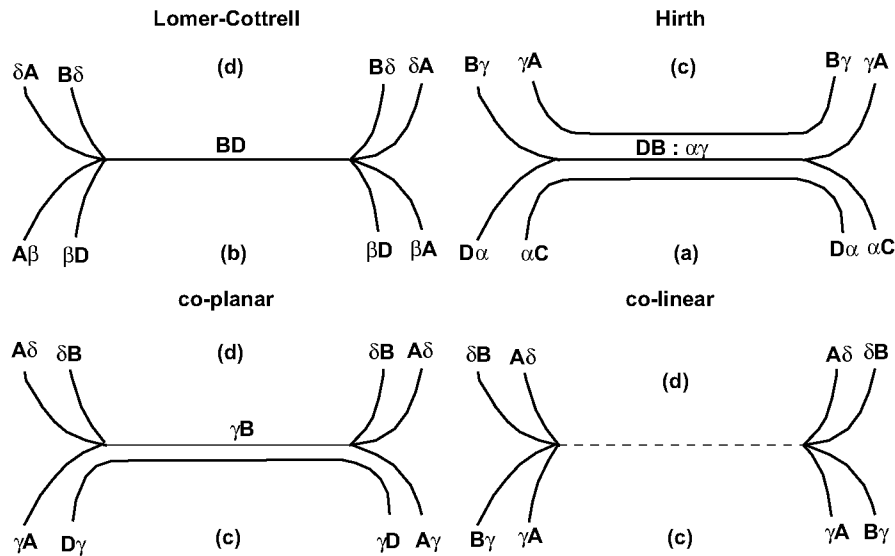 Lomer-Cottrell
δA Bδ (d) Bδ δA
BD
Aβ βD (b) βD βA
Hirth
Bγ γA (c) Bγ γA
DB : αγ
Dα αC (a) Dα αC
co-planar
Aδ δB (d) δB Aδ
γB
γA Dγ (c) γD Aγ
co-linear
δB Aδ (d) Aδ δB
Bγ γA (c) γA Bγ